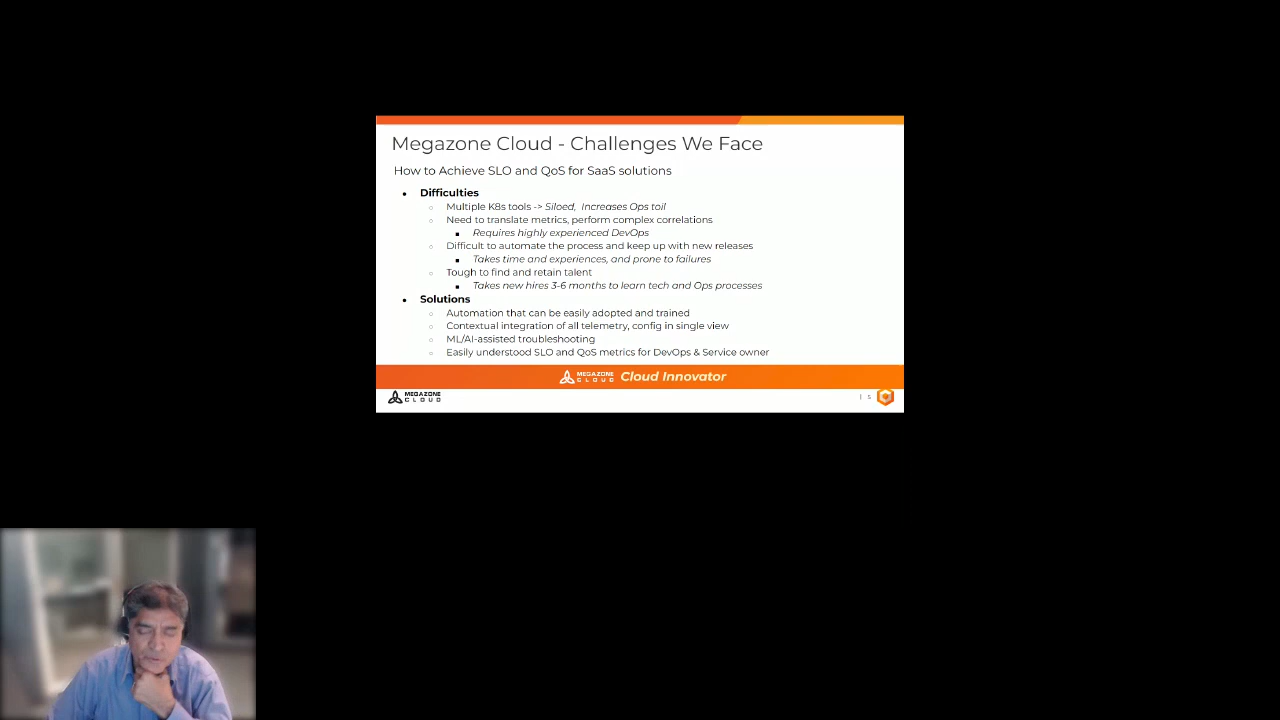 Megazone Cloud - Challenges We Face
How to Achieve SLO and QoS for SaaS solutions
Difficulties
Multiple K8s tools -> Siloed, Increases Ops toil
Need to translate metrics, perform complex correlations
Requires highly experienced DevOps
Difficult to automate the process and keep up with new releases
Takes time and experiences, and prone to failures
Tough to find and retain talent
Takes new hires 3-6 months to learn tech and Ops processes
Solutions
Automation that can be easily adopted and trained
Contextual integration of all telemetry, config in single view
ML/AI-assisted troubleshooting
Easily understood SLO and QoS metrics for DevOps & Service owner
MEGAZONE CLOUD Cloud Innovator
MEGAZONE CLOUD
| 5